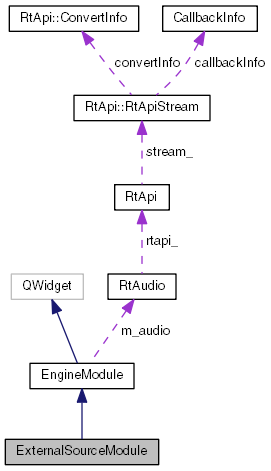 RtApi::ConvertInfo
CallbackInfo
convertInfo
callbackInfo
RtApi::RtApiStream
stream_
RtApi
rtapi_
QWidget
RtAudio
m_audio
EngineModule
ExternalSourceModule